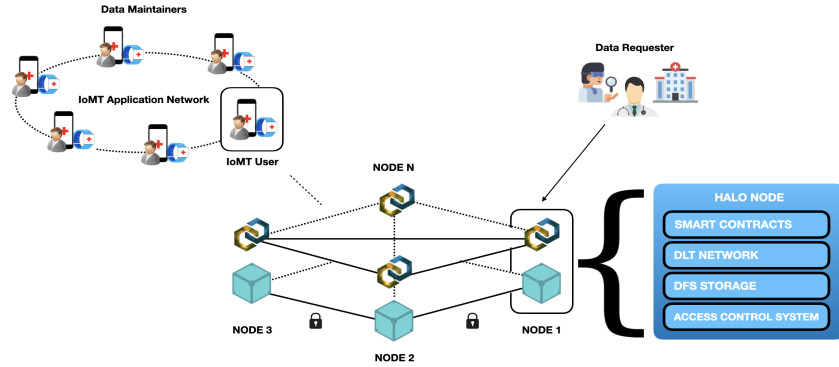 Data Maintainers
Data Requester
IoMT Application Network
IoMT User
NODE N
HALO NODE
SMART CONTRACTS
DLT NETWORK
DFS STORAGE
ACCESS CONTROL SYSTEM
NODE 3
NODE 1
NODE 2